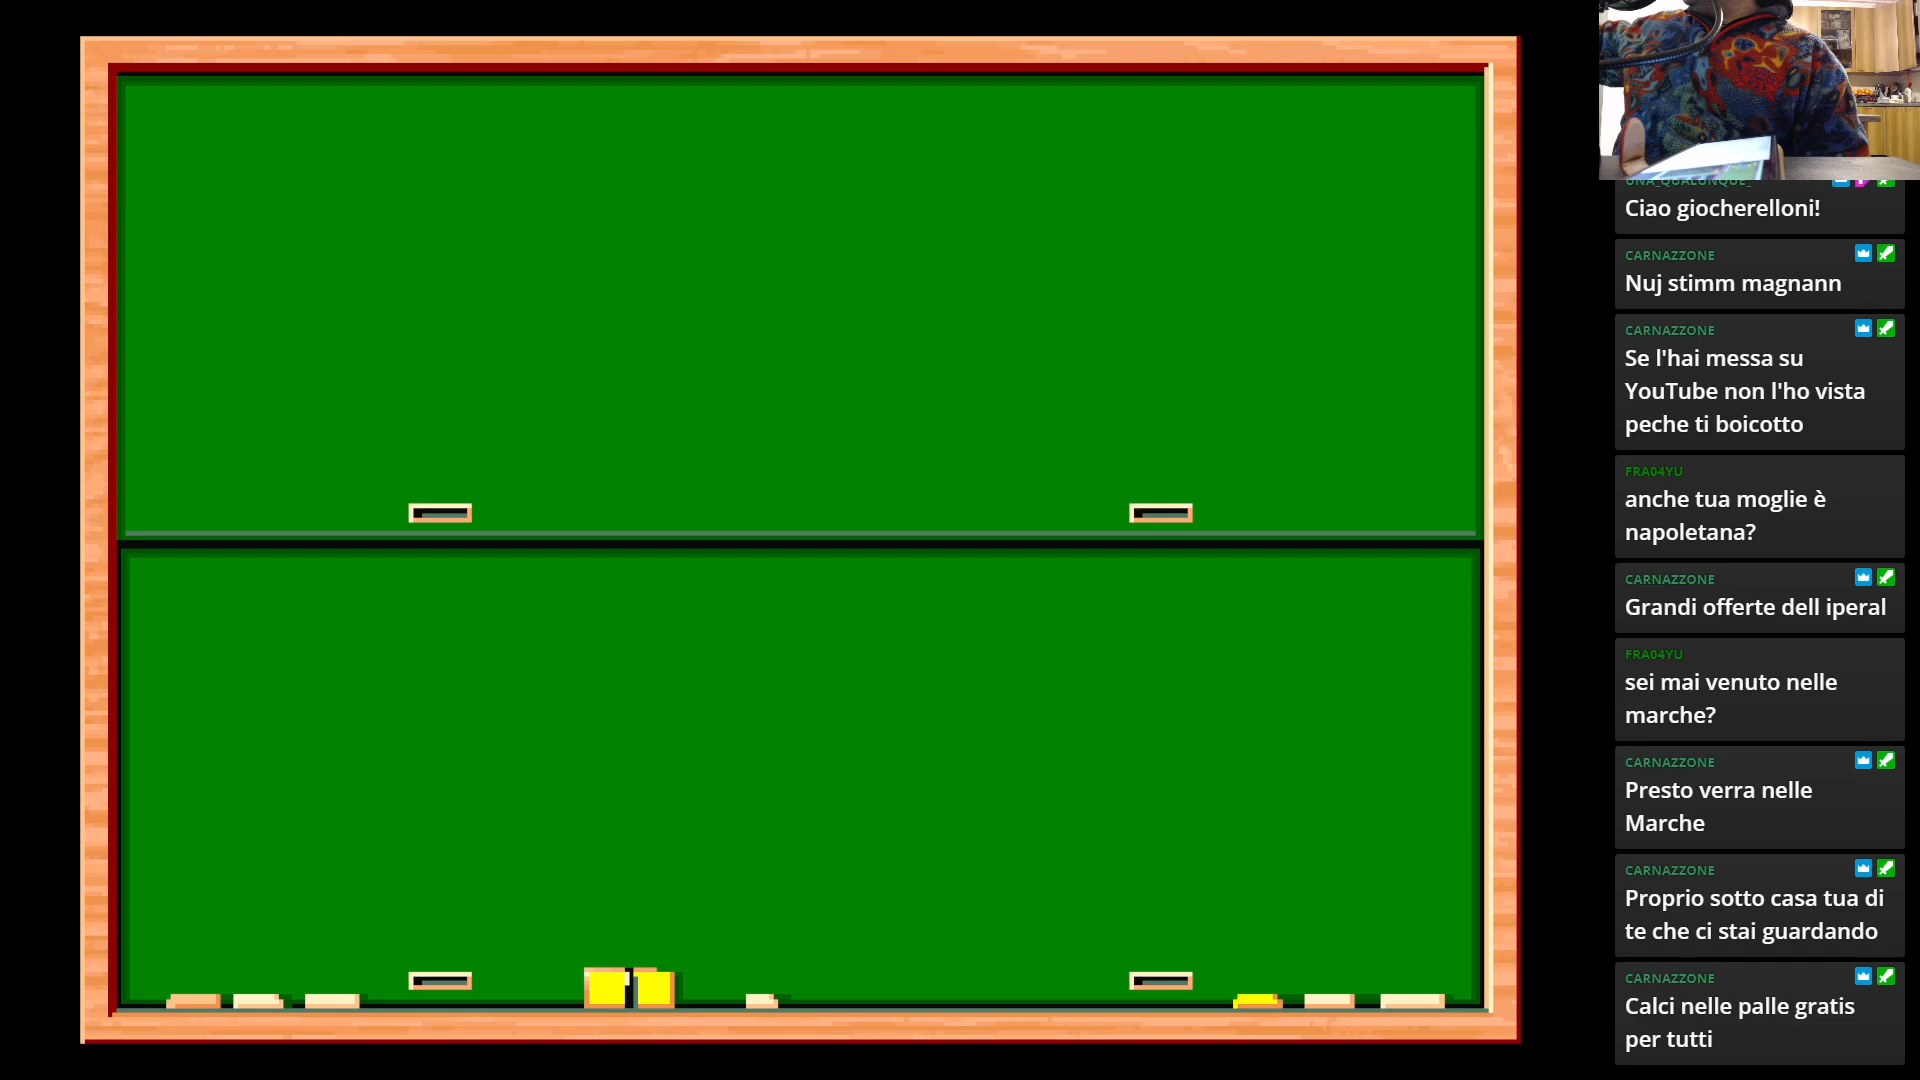 UNA_QUALUNQUE_
Ciao giocherelloni!
CARNAZZONE
Nuj stimm magnann
CARNAZZONE
Se l'hai messa su
YouTube non l'ho vista
peche ti boicotto
FRA04YU
anche tua moglie è
napoletana?
CARNAZZONE
Grandi offerte dell iperal
FRA04YU
sei mai venuto nelle
marche?
CARNAZZONE
Presto verra nelle
Marche
CARNAZZONE
Proprio sotto casa tua di
te che ci stai guardando
CARNAZZONE
Calci nelle palle gratis
per tutti